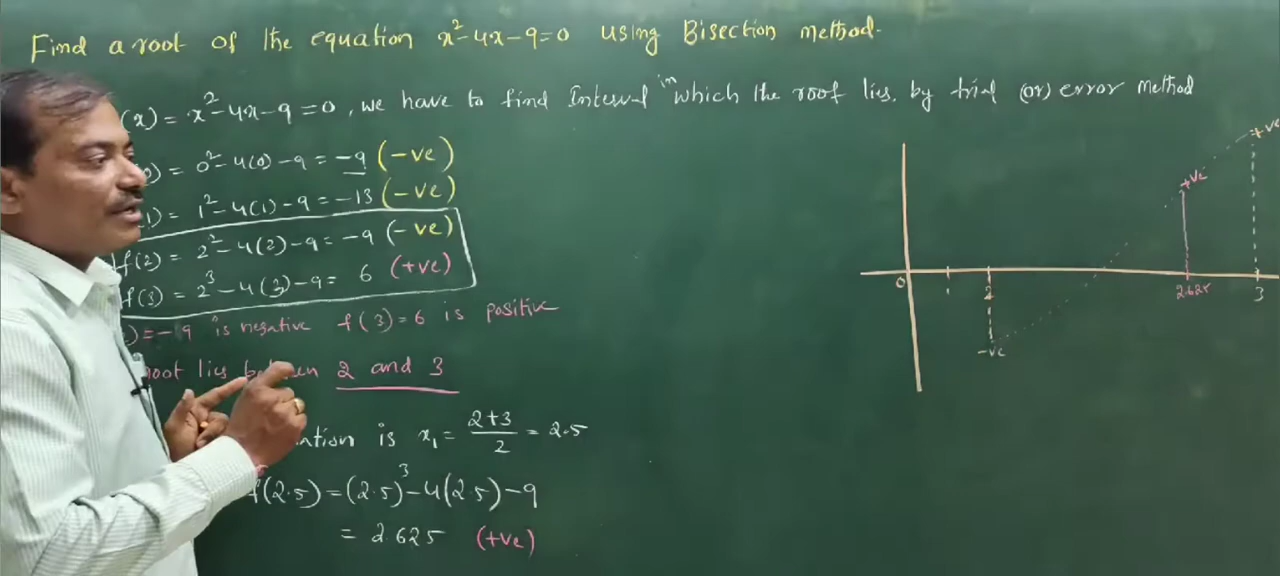 Find a root of the equation x²-4x-9=0 using Bisection method.
(x) = x²-4x-9=0, we have to find Interval in which the root lies, by trial (or) error method
0) = 0²-4(0)-9 = -9 (-ve)
1) = 1²-4(1)-9 = -13 (-ve)
f(2) = 2²-4(2)-9 = -9 (-ve)
f(3) = 2³-4(3)-9 = 6 (+ve)
) = -9 is negative f(3)=6 is positive
root lies between 2 and 3
ation is x₁ = (2+3)/2 = 2.5
f(2.5) = (2.5)³-4(2.5)-9
= 2.625 (+ve)
+ve
+ve
0 1 2 2.625 3
-ve